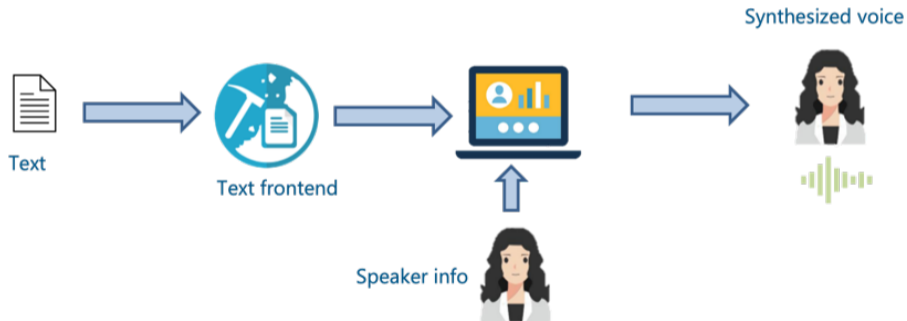 Synthesized voice
Text
Text frontend
Speaker info